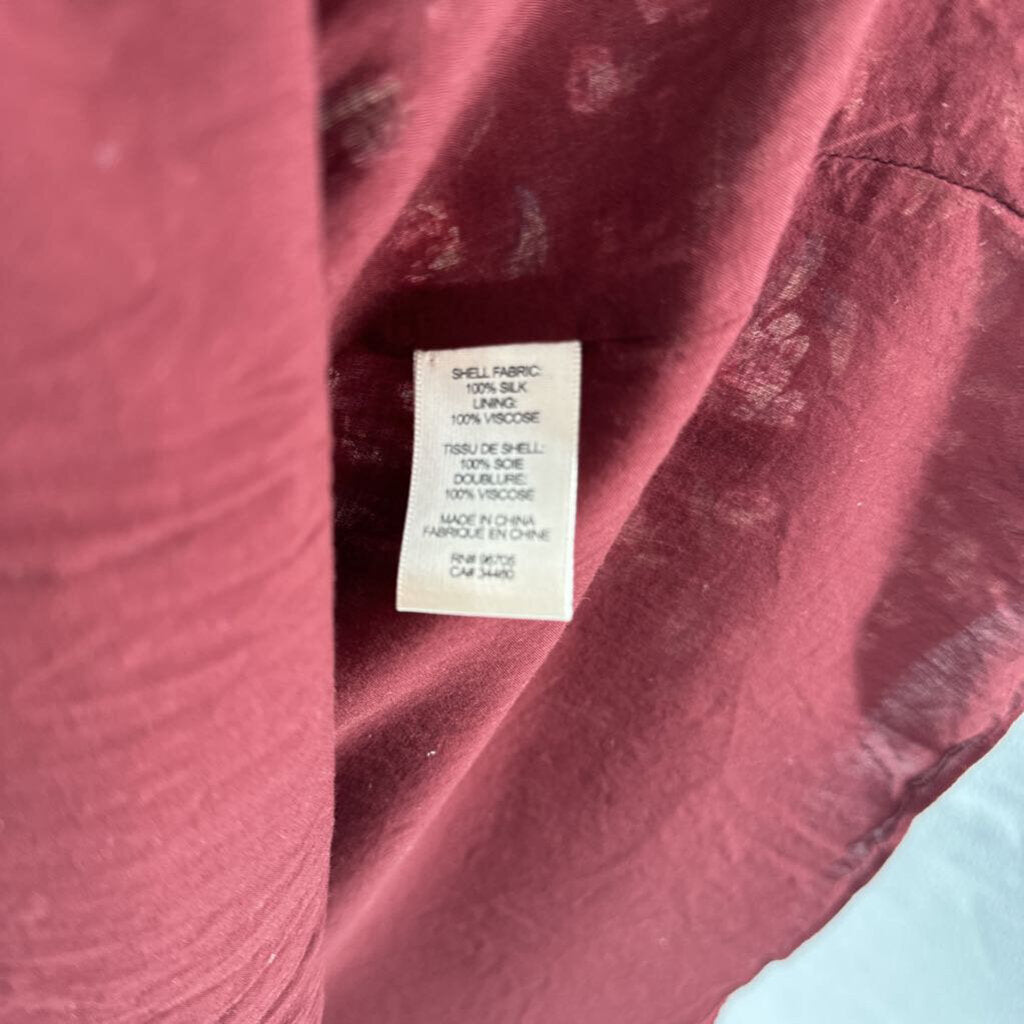 SHELL FABRIC:
100% SILK
LINING:
100% VISCOSE
TISSU DE SHELL:
100% SOIE
DOUBLURE:
100% VISCOSE
MADE IN CHINA
FABRIQUE EN CHINE
RN# 96705
CA# 34460